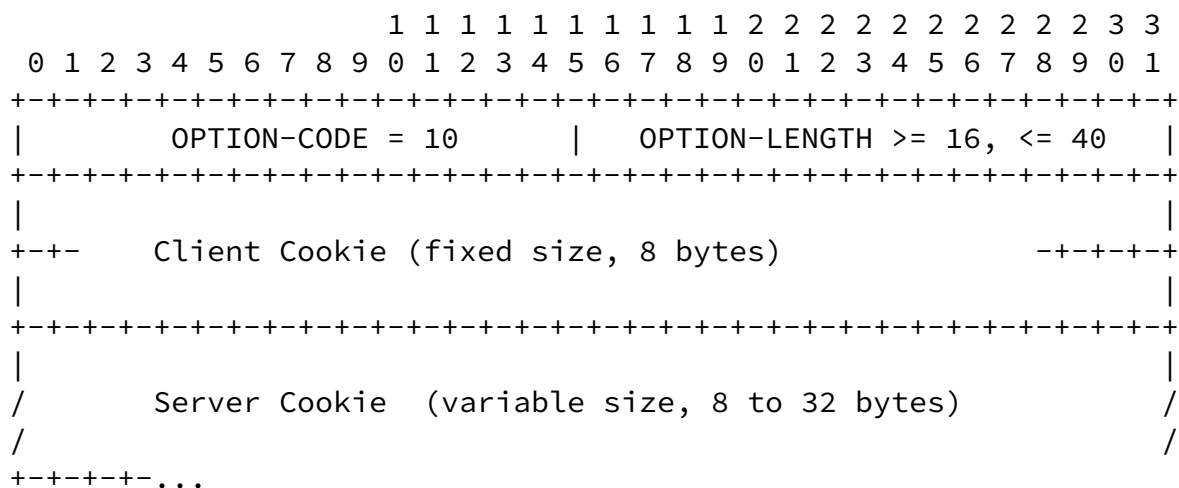 1 1 1 1 1 1 1 1 1 1 2 2 2 2 2 2 2 2 2 2 3 3
 0 1 2 3 4 5 6 7 8 9 0 1 2 3 4 5 6 7 8 9 0 1 2 3 4 5 6 7 8 9 0 1
+-+-+-+-+-+-+-+-+-+-+-+-+-+-+-+-+-+-+-+-+-+-+-+-+-+-+-+-+-+-+-+-+
|        OPTION-CODE = 10      |   OPTION-LENGTH >= 16, <= 40   |
+-+-+-+-+-+-+-+-+-+-+-+-+-+-+-+-+-+-+-+-+-+-+-+-+-+-+-+-+-+-+-+-+
|                                                               |
+-+-    Client Cookie (fixed size, 8 bytes)              -+-+-+-+
|                                                               |
+-+-+-+-+-+-+-+-+-+-+-+-+-+-+-+-+-+-+-+-+-+-+-+-+-+-+-+-+-+-+-+-+
|                                                               |
/       Server Cookie  (variable size, 8 to 32 bytes)           /
/                                                               /
+-+-+-+-...